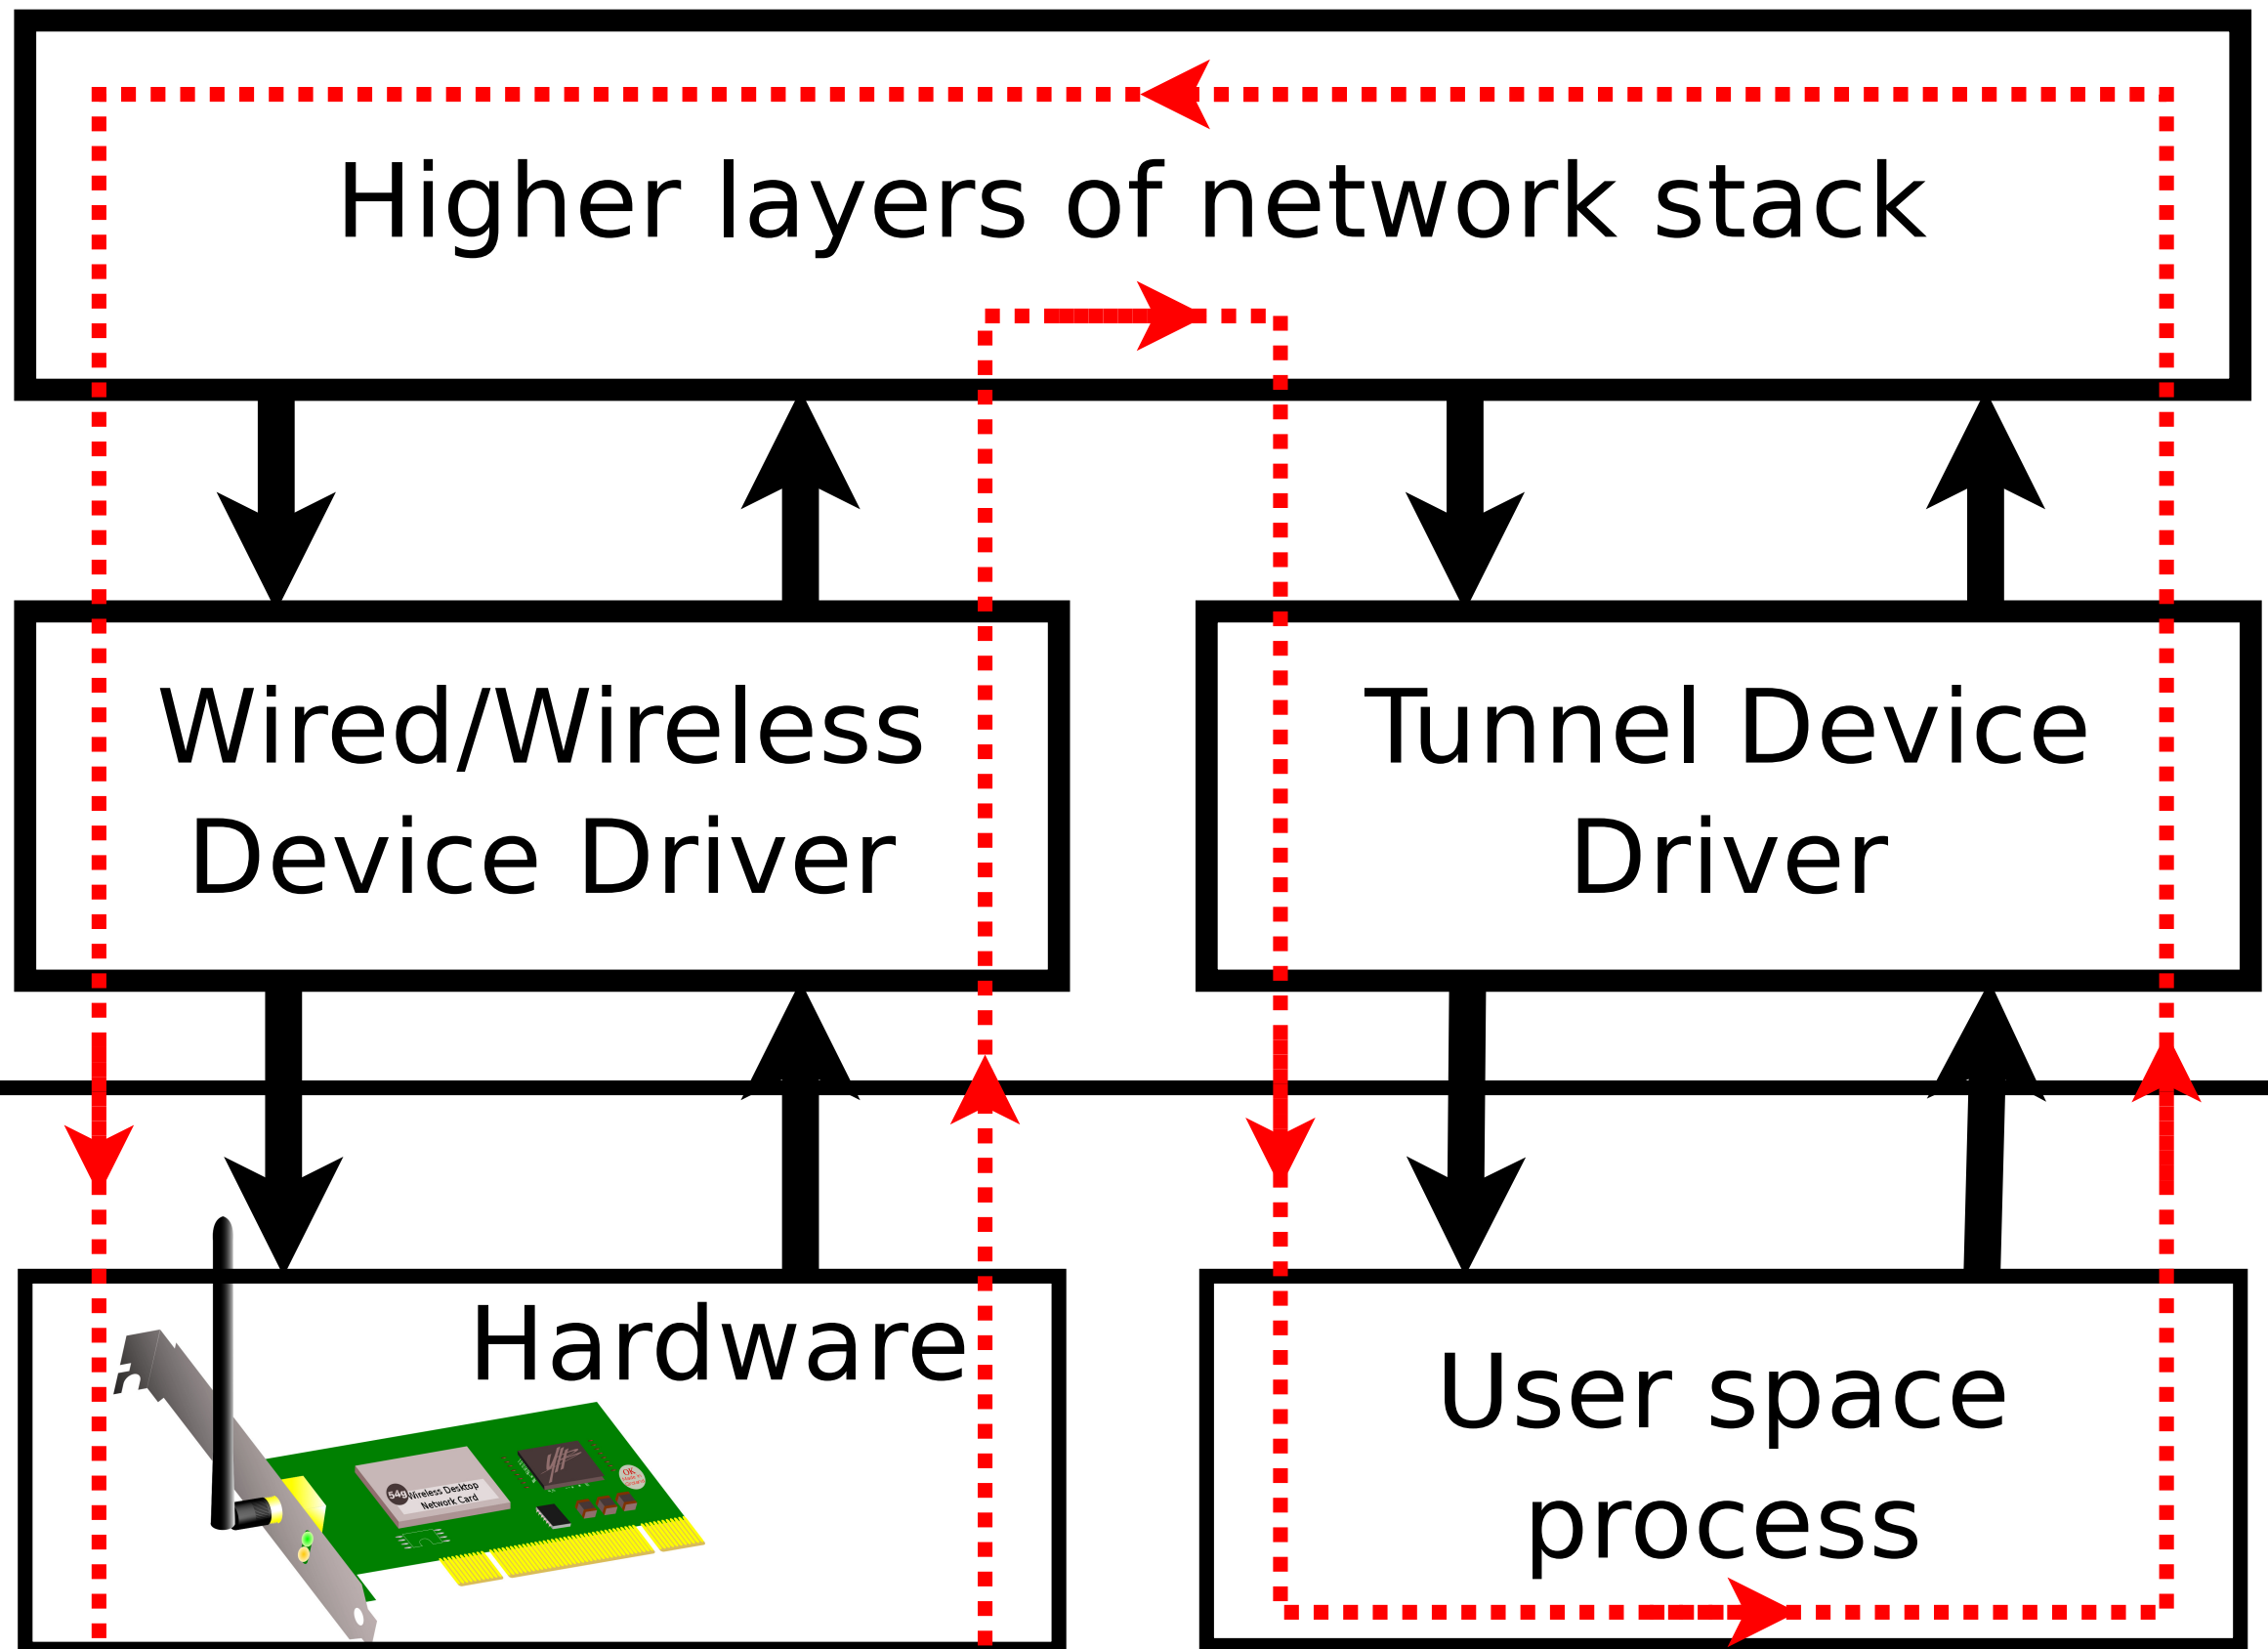 Higher layers of network stack
Wired/Wireless
Device Driver
Tunnel Device
Driver
Hardware
54g
Wireless Desktop
Network Card
OK
User space
process